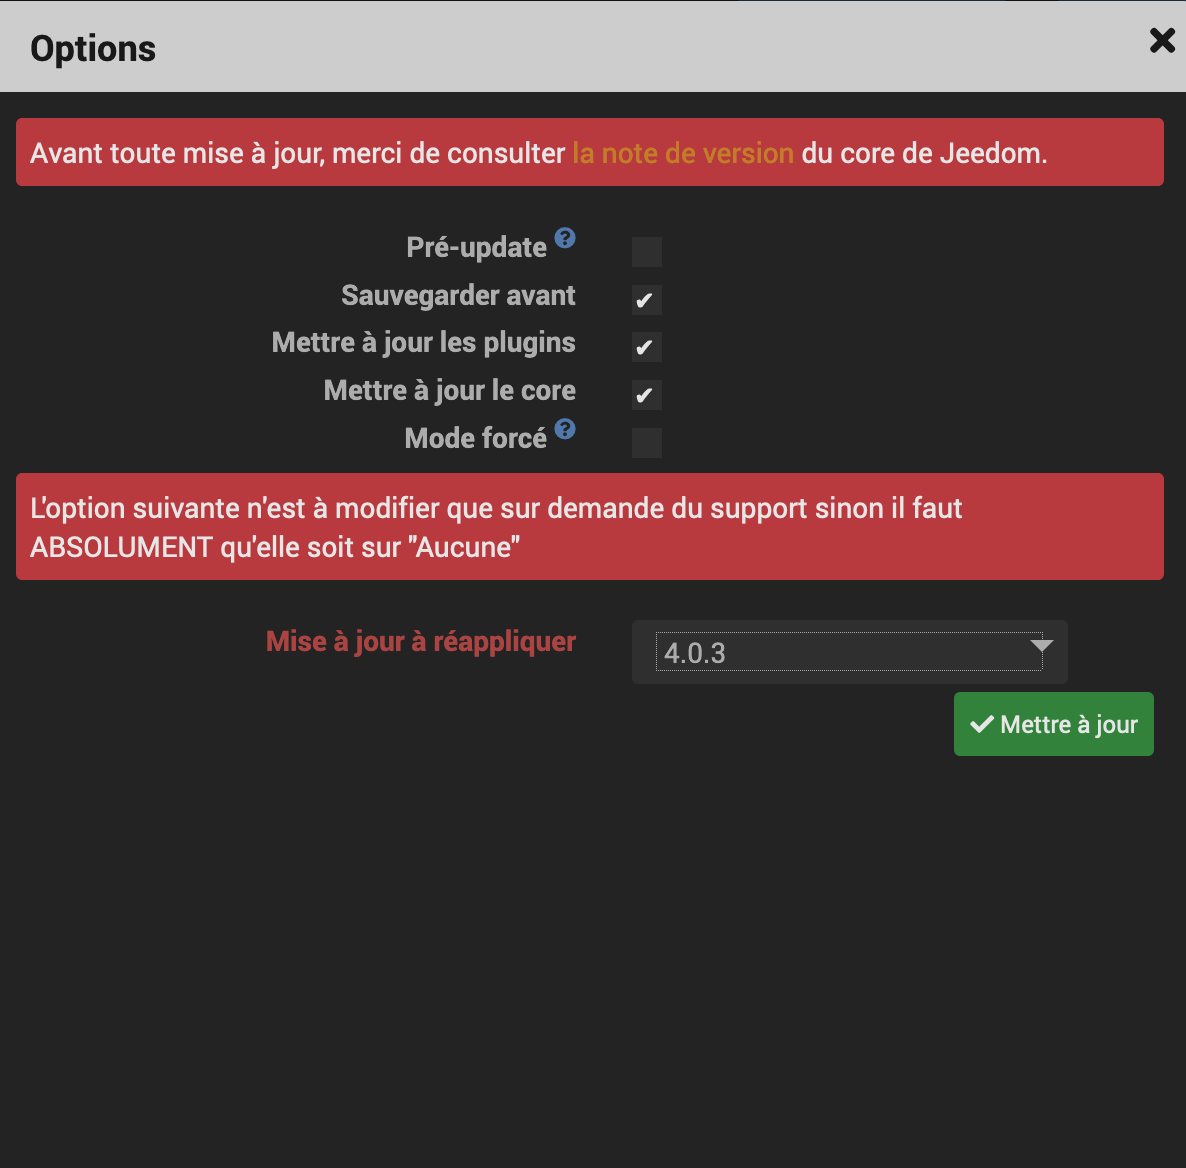 Options
Avant toute mise à jour, merci de consulter la note de version du core de Jeedom.
Pré-update
Sauvegarder avant
Mettre à jour les plugins
Mettre à jour le core
Mode forcé
L'option suivante n'est à modifier que sur demande du support sinon il faut
ABSOLUMENT qu'elle soit sur "Aucune"
Mise à jour à réappliquer
4.0.3
Mettre à jour